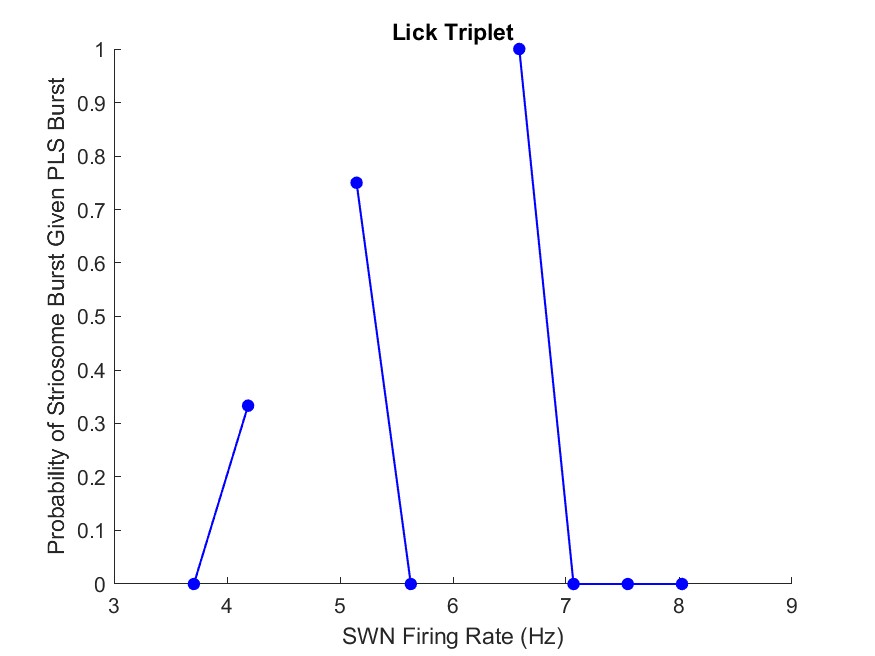 Lick Triplet
Probability of Striosome Burst Given PLS Burst
1
0.9
0.8
0.7
0.6
0.5
0.4
0.3
0.2
0.1
0
3 4 5 6 7 8 9
SWN Firing Rate (Hz)